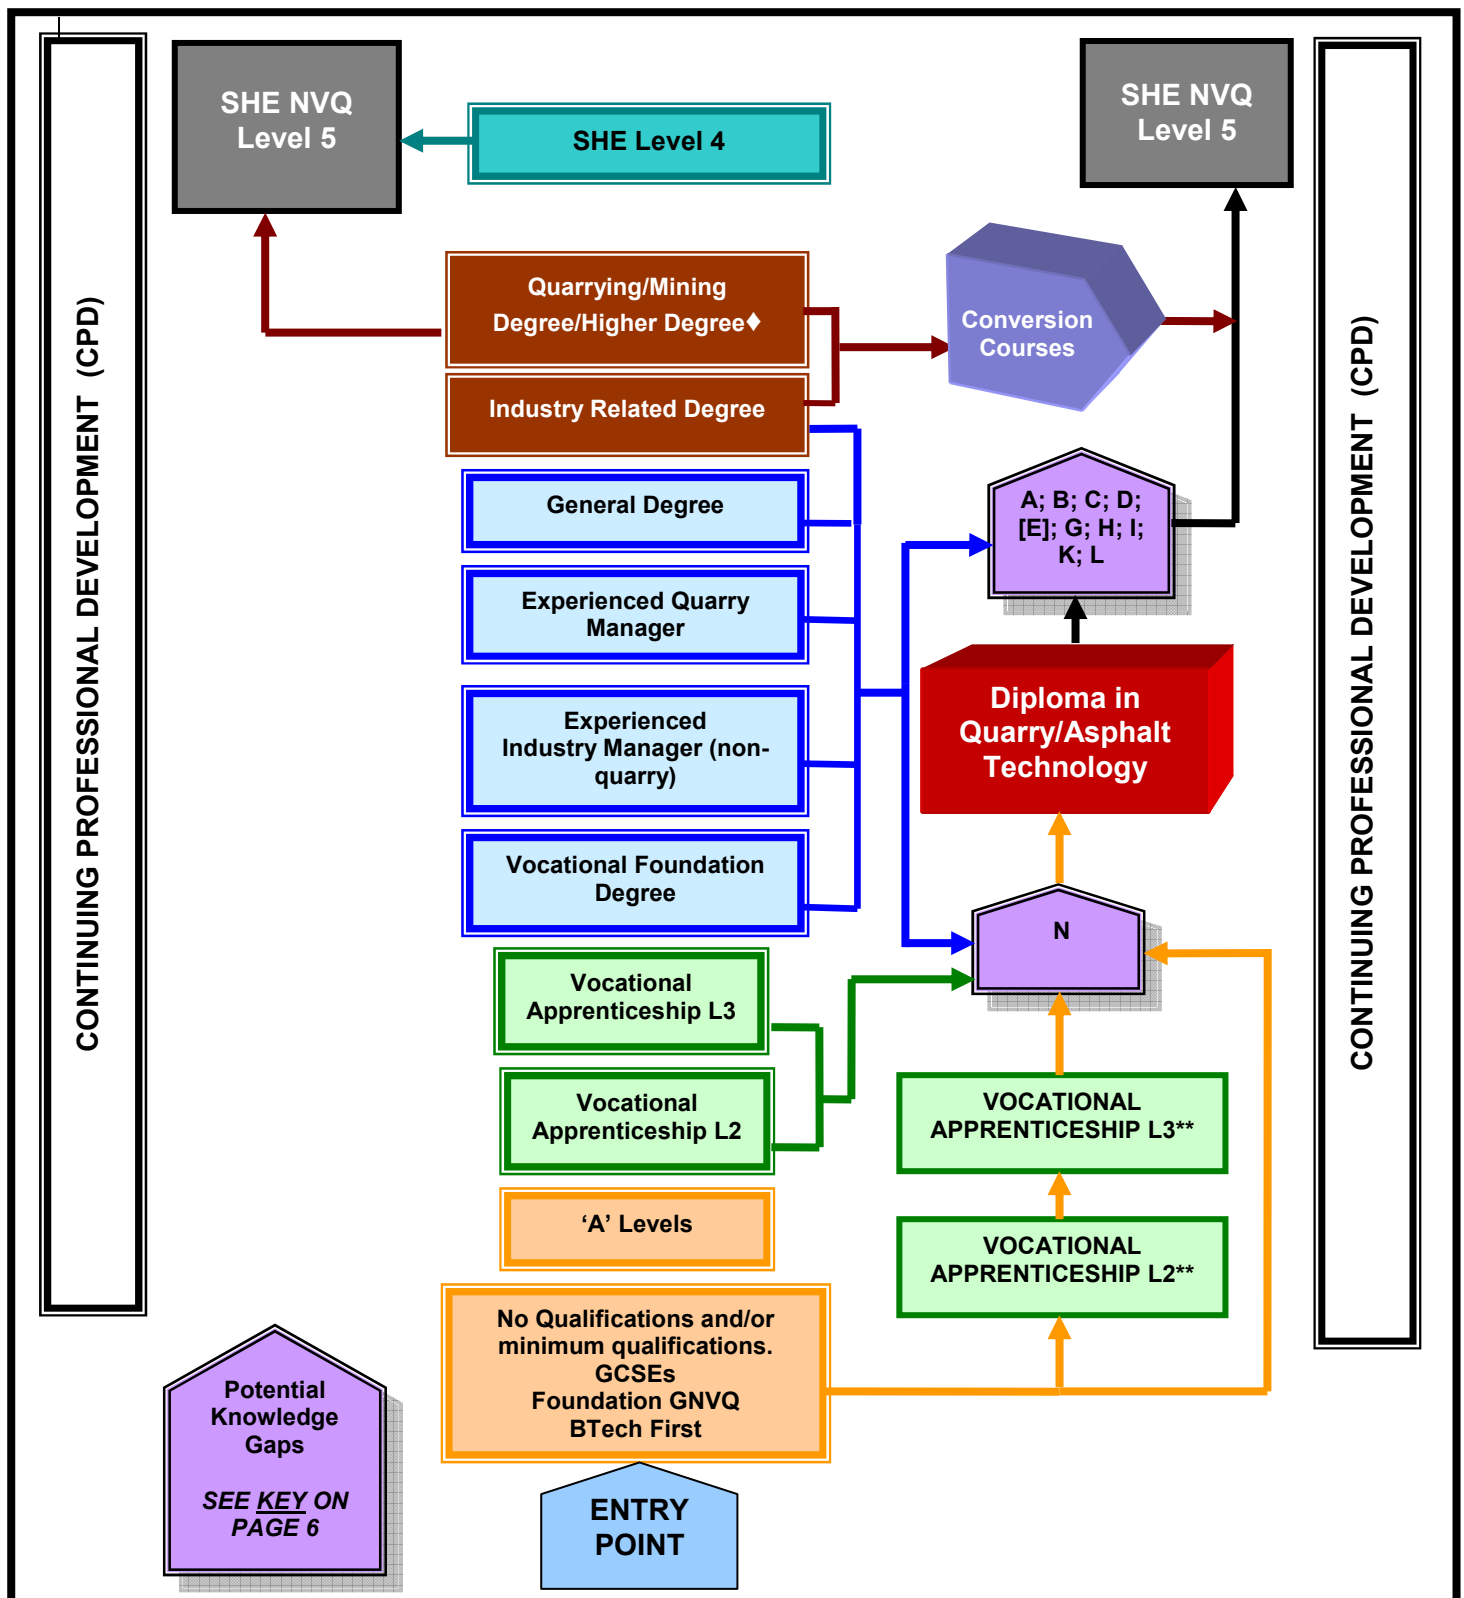 CONTINUING PROFESSIONAL DEVELOPMENT (CPD)
SHE NVQ
Level 5
SHE Level 4
SHE NVQ
Level 5
Quarrying/Mining
Degree/Higher Degree♦
Conversion
Courses
Industry Related Degree
General Degree
A; B; C; D;
[E]; G; H; I;
K; L
Experienced Quarry
Manager
Experienced
Industry Manager (non-
quarry)
Diploma in
Quarry/Asphalt
Technology
Vocational Foundation
Degree
N
Vocational
Apprenticeship L3
Vocational
Apprenticeship L2
VOCATIONAL
APPRENTICESHIP L3**
‘A’ Levels
VOCATIONAL
APPRENTICESHIP L2**
No Qualifications and/or
minimum qualifications.
GCSEs
Foundation GNVQ
BTech First
Potential
Knowledge
Gaps
SEE KEY ON
PAGE 6
ENTRY
POINT
CONTINUING PROFESSIONAL DEVELOPMENT (CPD)